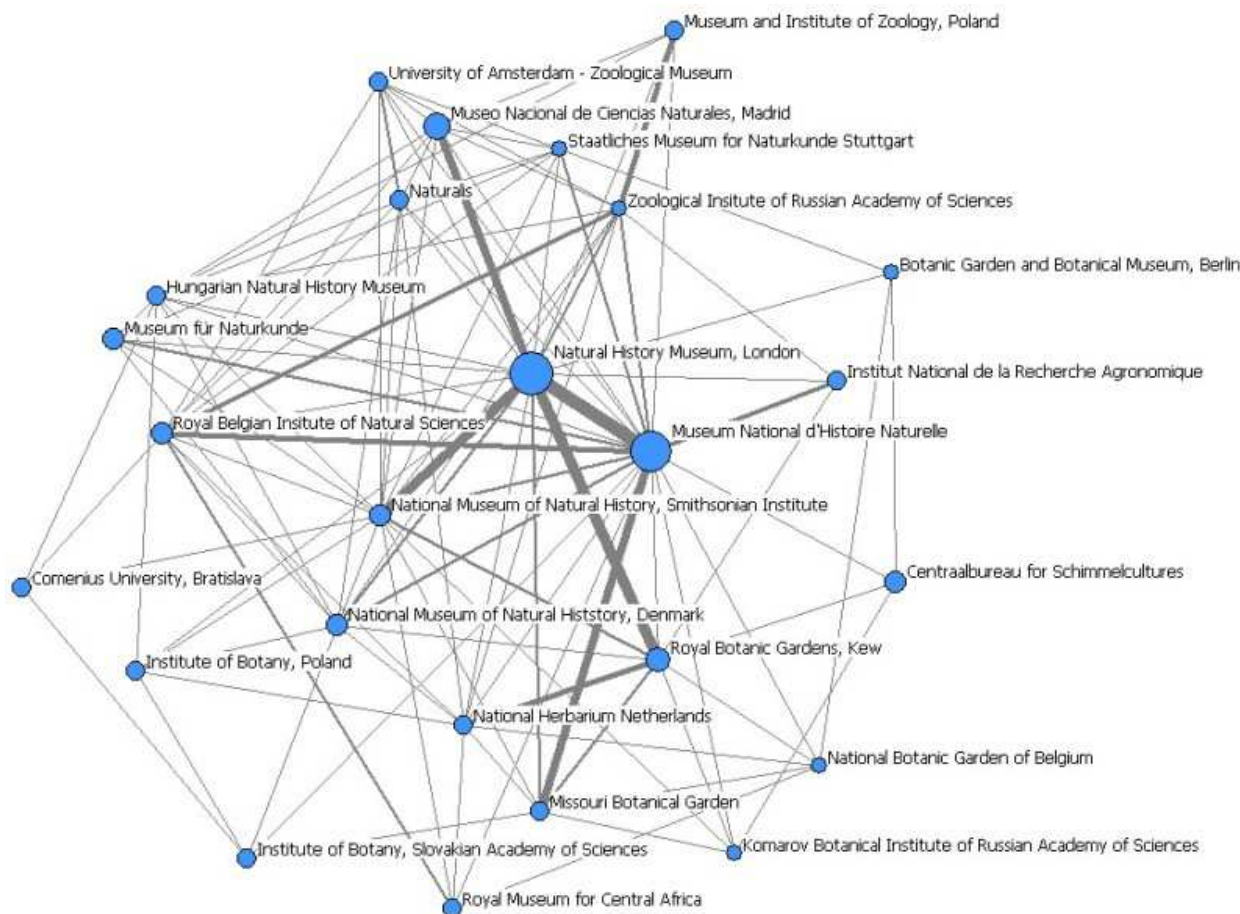 Museum and Institute of Zoology, Poland
University of Amsterdam - Zoological Museum
Museo Nacional de Ciencias Naturales, Madrid
Staatliches Museum for Naturkunde Stuttgart
Naturalis
Zoological Insitute of Russian Academy of Sciences
Botanic Garden and Botanical Museum, Berlin
Hungarian Natural History Museum
Museum für Naturkunde
Natural History Museum, London
Institut National de la Recherche Agronomique
Royal Belgian Insitute of Natural Sciences
Museum National d'Histoire Naturelle
National Museum of Natural History, Smithsonian Institute
Comenius University, Bratislava
Centraalbureau for Schimmelcultures
National Museum of Natural Histstory, Denmark
Institute of Botany, Poland
Royal Botanic Gardens, Kew
National Herbarium Netherlands
National Botanic Garden of Belgium
Missouri Botanical Garden
Institute of Botany, Slovakian Academy of Sciences
Komarov Botanical Institute of Russian Academy of Sciences
Royal Museum for Central Africa